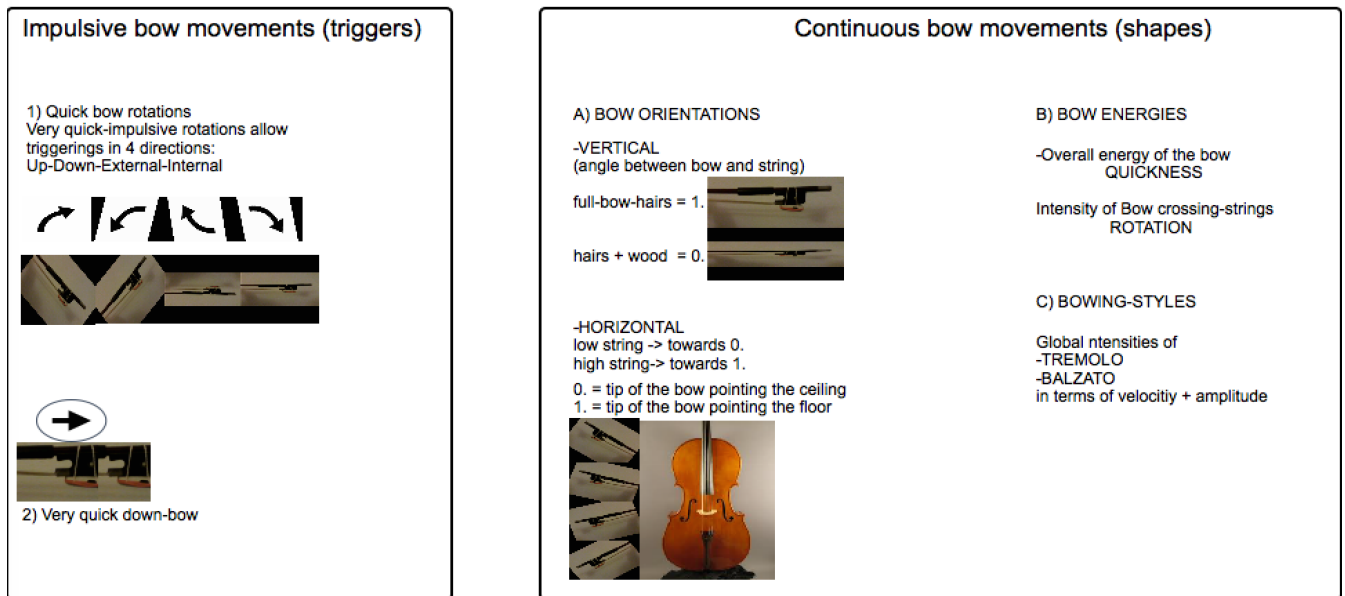 Impulsive bow movements (triggers)
1) Quick bow rotations
Very quick-impulsive rotations allow
triggerings in 4 directions:
Up-Down-External-Internal
2) Very quick down-bow
Continuous bow movements (shapes)
A) BOW ORIENTATIONS
-VERTICAL
(angle between bow and string)
full-bow-hairs = 1.
hairs + wood = 0.
-HORIZONTAL
low string -> towards 0.
high string-> towards 1.
0. = tip of the bow pointing the ceiling
1. = tip of the bow pointing the floor
B) BOW ENERGIES
-Overall energy of the bow
QUICKNESS
Intensity of Bow crossing-strings
ROTATION
C) BOWING-STYLES
Global ntensities of
-TREMOLO
-BALZATO
in terms of velocitiy + amplitude